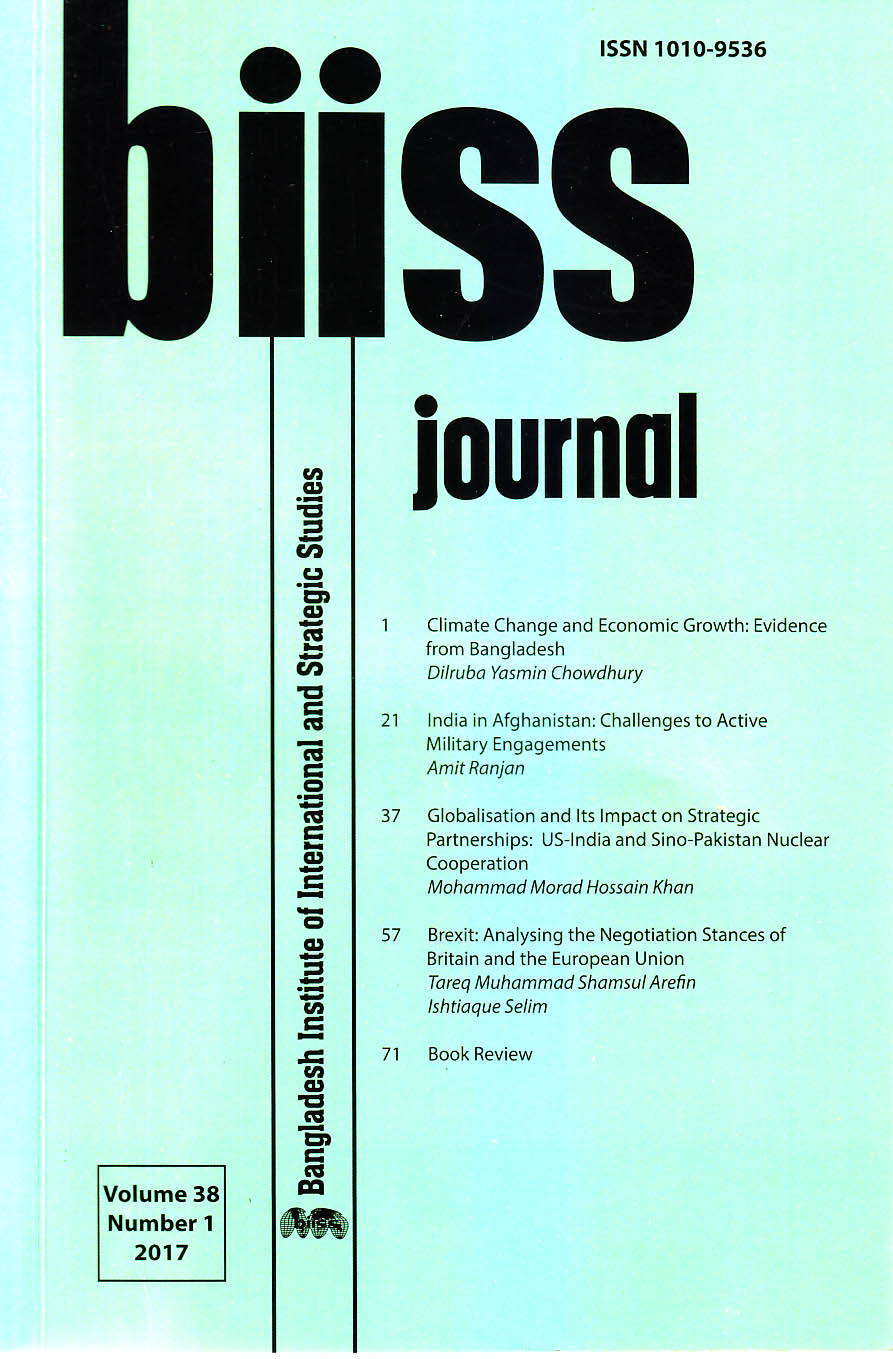 ISSN 1010-9536
biiss
journal
Bangladesh Institute of International and Strategic Studies
1 Climate Change and Economic Growth: Evidence
from Bangladesh
Dilruba Yasmin Chowdhury
21 India in Afghanistan: Challenges to Active
Military Engagements
Amit Ranjan
37 Globalisation and Its Impact on Strategic
Partnerships: US-India and Sino-Pakistan Nuclear
Cooperation
Mohammad Morad Hossain Khan
57 Brexit: Analysing the Negotiation Stances of
Britain and the European Union
Tareq Muhammad Shamsul Arefin
Ishtiaque Selim
71 Book Review
Volume 38
Number 1
2017
biiss